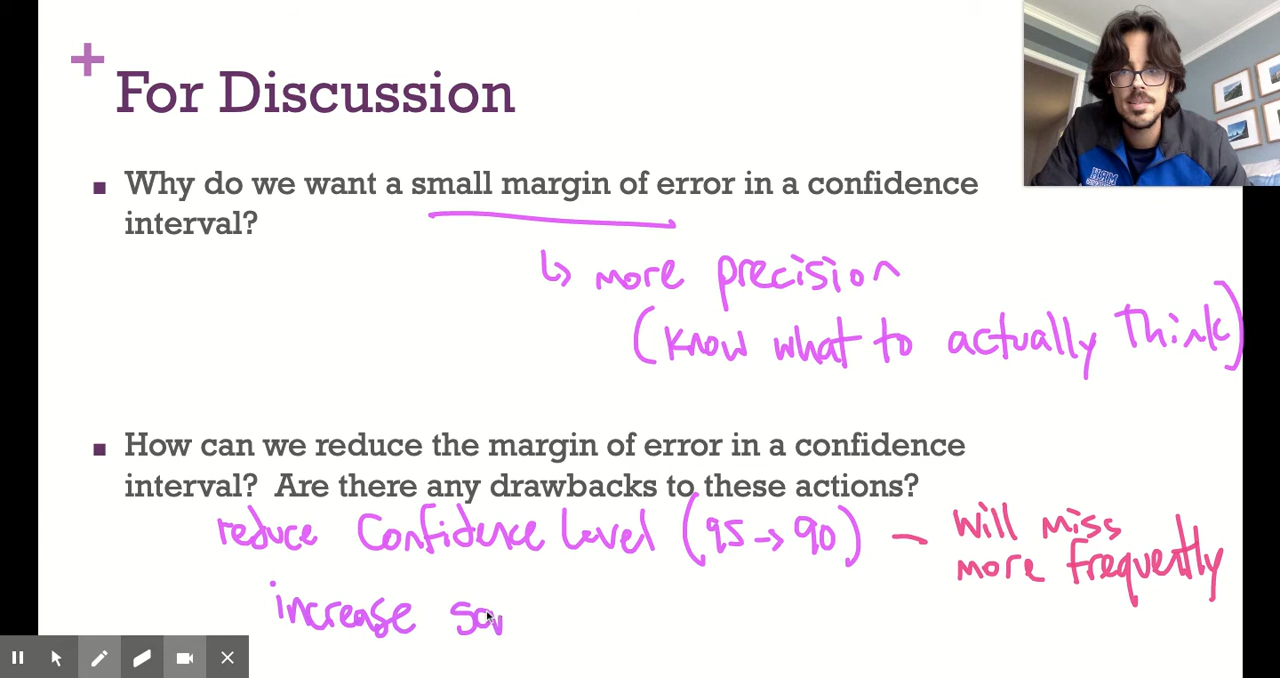 +
For Discussion
■ Why do we want a small margin of error in a confidence
interval?
↳ more precision
(know what to actually think)
■ How can we reduce the margin of error in a confidence
interval? Are there any drawbacks to these actions?
reduce Confidence level (95→90) – will miss
more frequently
increase